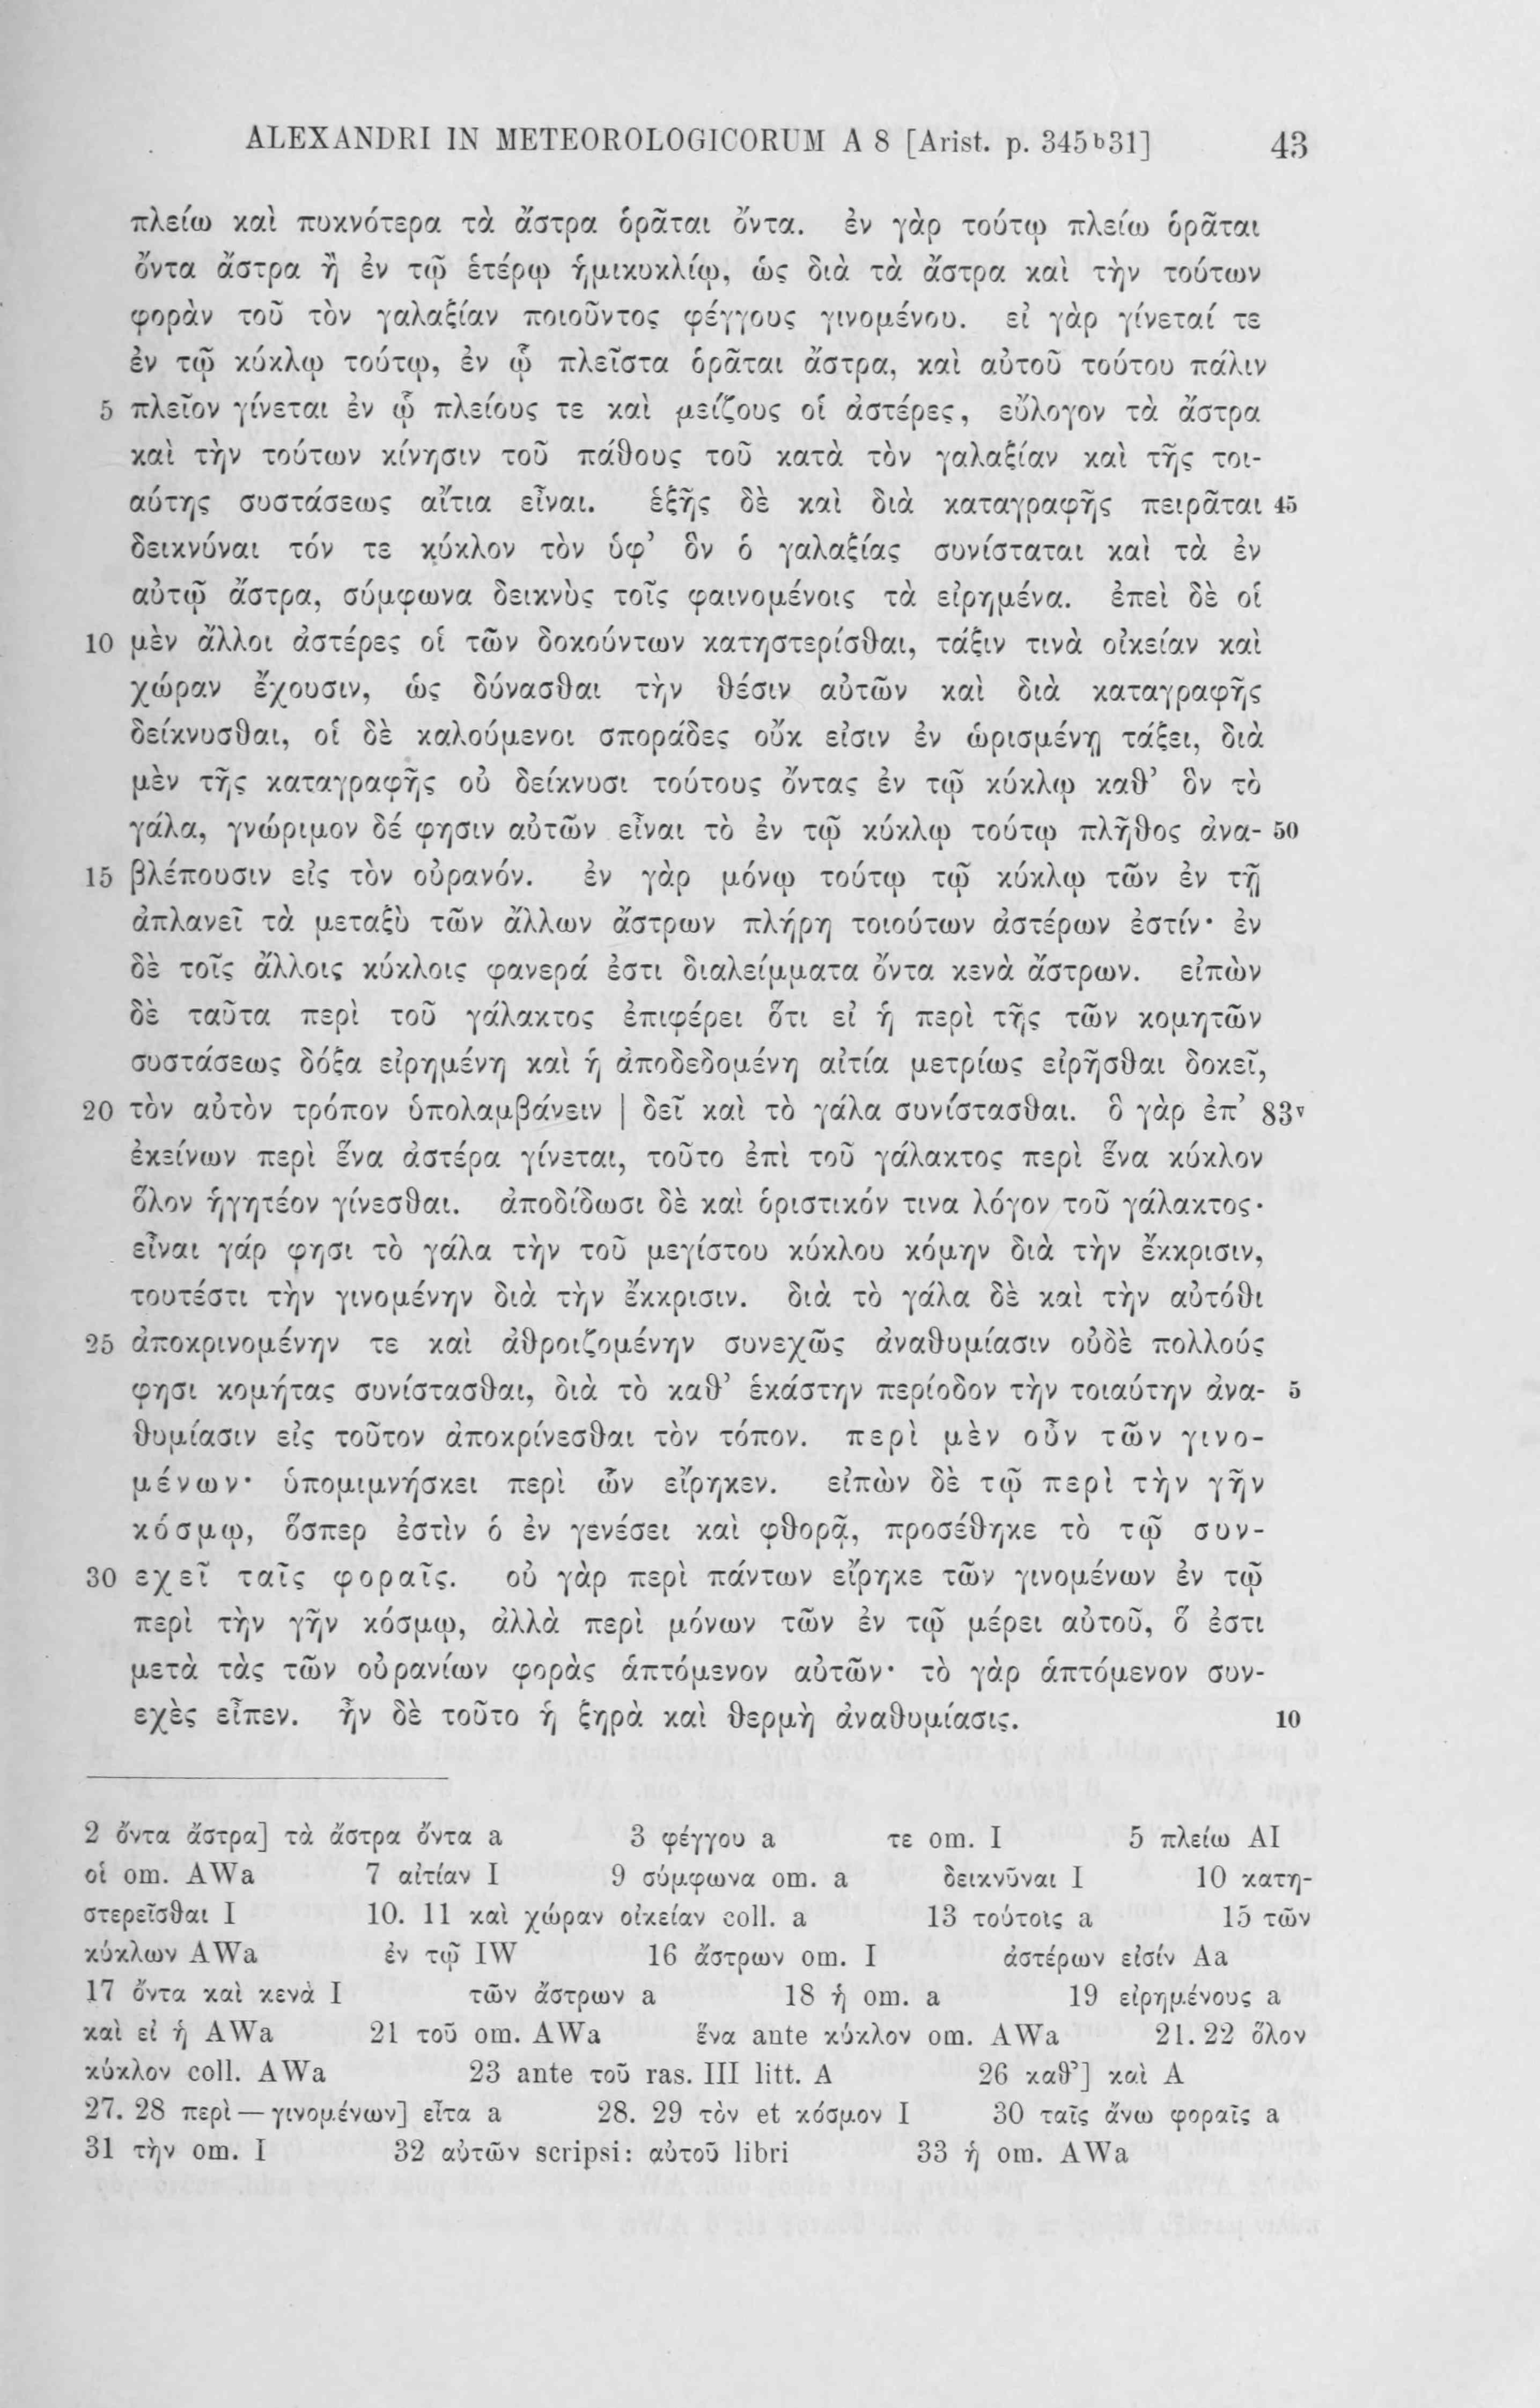 ALEXANDRI IN METEOROLOGICORUM A 8 [Arist. p. 345ᵇ31] 43
πλείω καὶ πυκνότερα τὰ ἄστρα ὁρᾶται ὄντα. ἐν γὰρ τούτῳ πλείω ὁρᾶται
ὄντα ἄστρα ἢ ἐν τῷ ἑτέρῳ ἡμικυκλίῳ, ὡς διὰ τὰ ἄστρα καὶ τὴν τούτων
φορὰν τοῦ τὸν γαλαξίαν ποιοῦντος φέγγους γινομένου. εἰ γὰρ γίνεταί τε
ἐν τῷ κύκλῳ τούτῳ, ἐν ᾧ πλεῖστα ὁρᾶται ἄστρα, καὶ αὐτοῦ τούτου πάλιν
5 πλεῖον γίνεται ἐν ᾧ πλείους τε καὶ μείζους οἱ ἀστέρες, εὔλογον τὰ ἄστρα
καὶ τὴν τούτων κίνησιν τοῦ πάθους τοῦ κατὰ τὸν γαλαξίαν καὶ τῆς τοι-
αύτης συστάσεως αἴτια εἶναι. ἑξῆς δὲ καὶ διὰ καταγραφῆς πειρᾶται 45
δεικνύναι τόν τε κύκλον τὸν ὑφ’ ὃν ὁ γαλαξίας συνίσταται καὶ τὰ ἐν
αὐτῷ ἄστρα, σύμφωνα δεικνὺς τοῖς φαινομένοις τὰ εἰρημένα. ἐπεὶ δὲ οἱ
10 μὲν ἄλλοι ἀστέρες οἱ τῶν δοκούντων κατηστερίσθαι, τάξιν τινὰ οἰκείαν καὶ
χώραν ἔχουσιν, ὡς δύνασθαι τὴν θέσιν αὐτῶν καὶ διὰ καταγραφῆς
δείκνυσθαι, οἱ δὲ καλούμενοι σποράδες οὔκ εἰσιν ἐν ὡρισμένῃ τάξει, διὰ
μὲν τῆς καταγραφῆς οὐ δείκνυσι τούτους ὄντας ἐν τῷ κύκλῳ καθ’ ὃν τὸ
γάλα, γνώριμον δέ φησιν αὐτῶν εἶναι τὸ ἐν τῷ κύκλῳ τούτῳ πλῆθος ἀνα- 50
15 βλέπουσιν εἰς τὸν οὐρανόν. ἐν γὰρ μόνῳ τούτῳ τῷ κύκλῳ τῶν ἐν τῇ
ἀπλανεῖ τὰ μεταξὺ τῶν ἄλλων ἄστρων πλήρη τοιούτων ἀστέρων ἐστίν· ἐν
δὲ τοῖς ἄλλοις κύκλοις φανερά ἐστι διαλείμματα ὄντα κενὰ ἄστρων. εἰπὼν
δὲ ταῦτα περὶ τοῦ γάλακτος ἐπιφέρει ὅτι εἰ ἡ περὶ τῆς τῶν κομητῶν
συστάσεως δόξα εἰρημένη καὶ ἡ ἀποδεδομένη αἰτία μετρίως εἰρῆσθαι δοκεῖ,
20 τὸν αὐτὸν τρόπον ὑπολαμβάνειν | δεῖ καὶ τὸ γάλα συνίστασθαι. ὃ γὰρ ἐπ’ 83ᵛ
ἐκείνων περὶ ἕνα ἀστέρα γίνεται, τοῦτο ἐπὶ τοῦ γάλακτος περὶ ἕνα κύκλον
ὅλον ἡγητέον γίνεσθαι. ἀποδίδωσι δὲ καὶ ὁριστικόν τινα λόγον τοῦ γάλακτος·
εἶναι γάρ φησι τὸ γάλα τὴν τοῦ μεγίστου κύκλου κόμην διὰ τὴν ἔκκρισιν,
τουτέστι τὴν γινομένην διὰ τὴν ἔκκρισιν. διὰ τὸ γάλα δὲ καὶ τὴν αὐτόθι
25 ἀποκρινομένην τε καὶ ἀθροιζομένην συνεχῶς ἀναθυμίασιν οὐδὲ πολλούς
φησι κομήτας συνίστασθαι, διὰ τὸ καθ’ ἑκάστην περίοδον τὴν τοιαύτην ἀνα- 5
θυμίασιν εἰς τοῦτον ἀποκρίνεσθαι τὸν τόπον. περὶ μὲν οὖν τῶν γινο-
μένων· ὑπομιμνήσκει περὶ ὧν εἴρηκεν. εἰπὼν δὲ τῷ περὶ τὴν γῆν
κόσμῳ, ὅσπερ ἐστὶν ὁ ἐν γενέσει καὶ φθορᾷ, προσέθηκε τὸ τῷ συν-
30 εχεῖ ταῖς φοραῖς. οὐ γὰρ περὶ πάντων εἴρηκε τῶν γινομένων ἐν τῷ
περὶ τὴν γῆν κόσμῳ, ἀλλὰ περὶ μόνων τῶν ἐν τῷ μέρει αὐτοῦ, ὅ ἐστι
μετὰ τὰς τῶν οὐρανίων φορὰς ἁπτόμενον αὐτῶν· τὸ γὰρ ἁπτόμενον συν-
εχὲς εἶπεν. ἦν δὲ τοῦτο ἡ ξηρὰ καὶ θερμὴ ἀναθυμίασις. 10
2 ὄντα ἄστρα] τὰ ἄστρα ὄντα a 3 φέγγου a τε om. I 5 πλείω AI
οἱ om. AWa 7 αἰτίαν I 9 σύμφωνα om. a δεικνῦναι I 10 κατη-
στερεῖσθαι I 10. 11 καὶ χώραν οἰκείαν coll. a 13 τούτοις a 15 τῶν
κύκλων AWa ἐν τῷ IW 16 ἄστρων om. I ἀστέρων εἰσίν Aa
17 ὄντα καὶ κενὰ I τῶν ἄστρων a 18 ἡ om. a 19 εἰρημένους a
καὶ εἰ ἡ AWa 21 τοῦ om. AWa ἕνα ante κύκλον om. AWa 21. 22 ὅλον
κύκλον coll. AWa 23 ante τοῦ ras. III litt. A 26 καθ’] καὶ A
27. 28 περὶ — γινομένων] εἶτα a 28. 29 τὸν et κόσμον I 30 ταῖς ἄνω φοραῖς a
31 τὴν om. I 32 αὐτῶν scripsi: αὐτοῦ libri 33 ἡ om. AWa